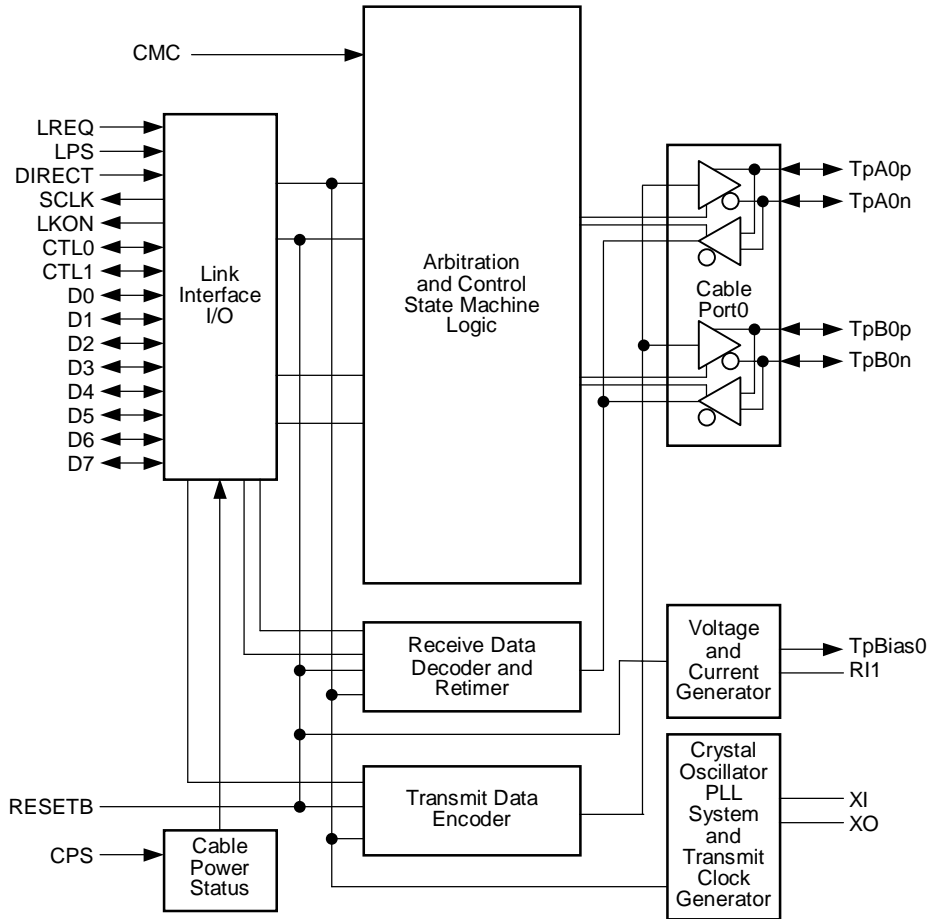 CMC
LREQ
LPS
DIRECT
SCLK
LKON
CTL0
CTL1
D0
D1
D2
D3
D4
D5
D6
D7
Link
Interface
I/O
Arbitration
and Control
State Machine
Logic
Cable
Port0
TpA0p
TpA0n
TpB0p
TpB0n
Receive Data
Decoder and
Retimer
Voltage
and
Current
Generator
TpBias0
RI1
RESETB
CPS
Cable
Power
Status
Transmit Data
Encoder
Crystal
Oscillator
PLL
System
and
Transmit
Clock
Generator
XI
XO